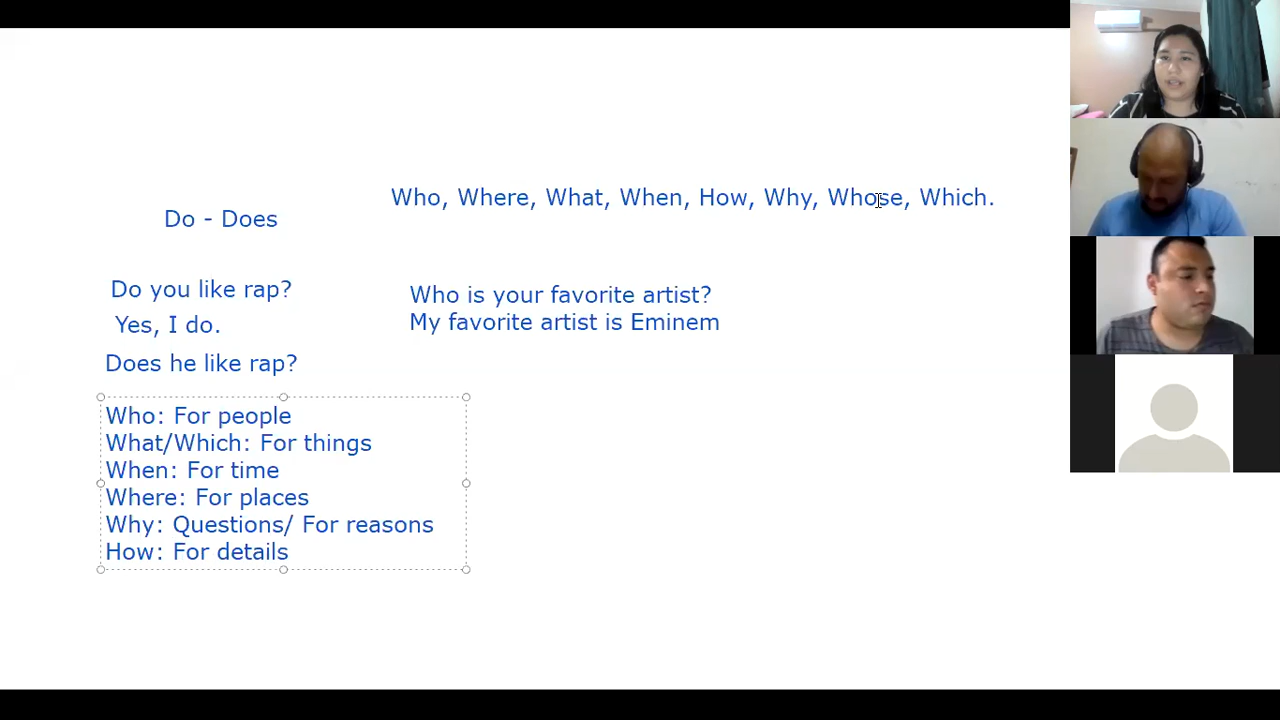 Who, Where, What, When, How, Why, Whose, Which.
Do - Does
Do you like rap?
Yes, I do.
Does he like rap?
Who is your favorite artist?
My favorite artist is Eminem
Who: For people
What/Which: For things
When: For time
Where: For places
Why: Questions/ For reasons
How: For details